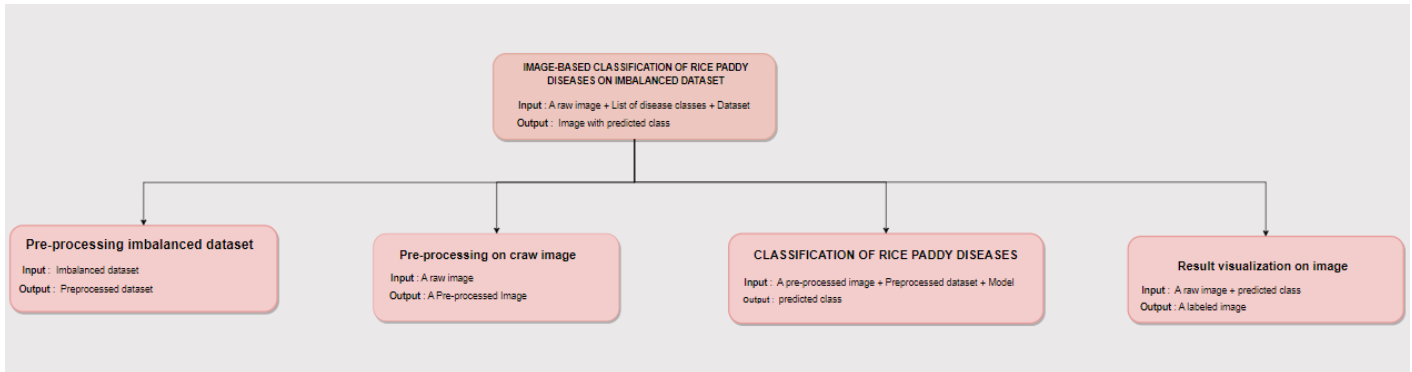 IMAGE-BASED CLASSIFICATION OF RICE PADDY
DISEASES ON IMBALANCED DATASET
Input : A raw image + List of disease classes + Dataset
Output : Image with predicted class
Pre-processing imbalanced dataset
Input : Imbalanced dataset
Output : Preprocessed dataset
Pre-processing on craw image
Input : A raw image
Output : A Pre-processed Image
CLASSIFICATION OF RICE PADDY DISEASES
Input : A pre-processed image + Preprocessed dataset + Model
Output : predicted class
Result visualization on image
Input : A raw image + predicted class
Output : A labeled image